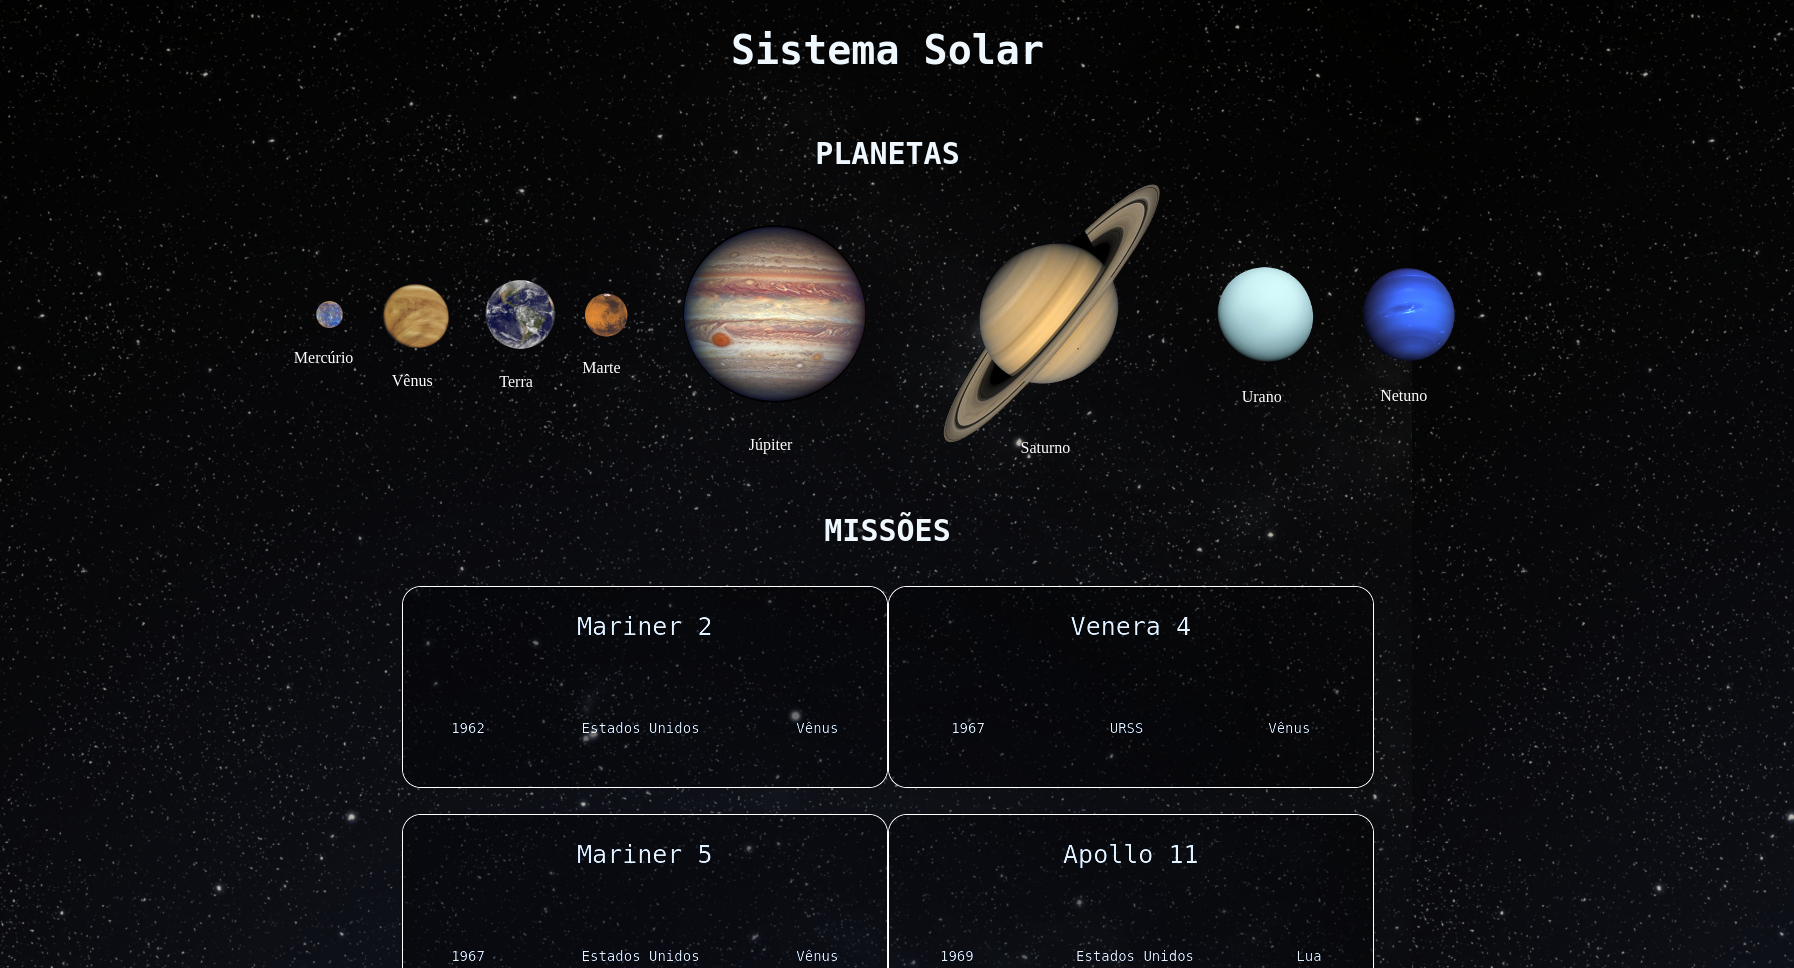 Sistema Solar
PLANETAS
Mercúrio
Vênus
Terra
Marte
Júpiter
Saturno
Urano
Netuno
MISSÕES
Mariner 2
1962 Estados Unidos Vênus
Venera 4
1967 URSS Vênus
Mariner 5
1967 Estados Unidos Vênus
Apollo 11
1969 Estados Unidos Lua